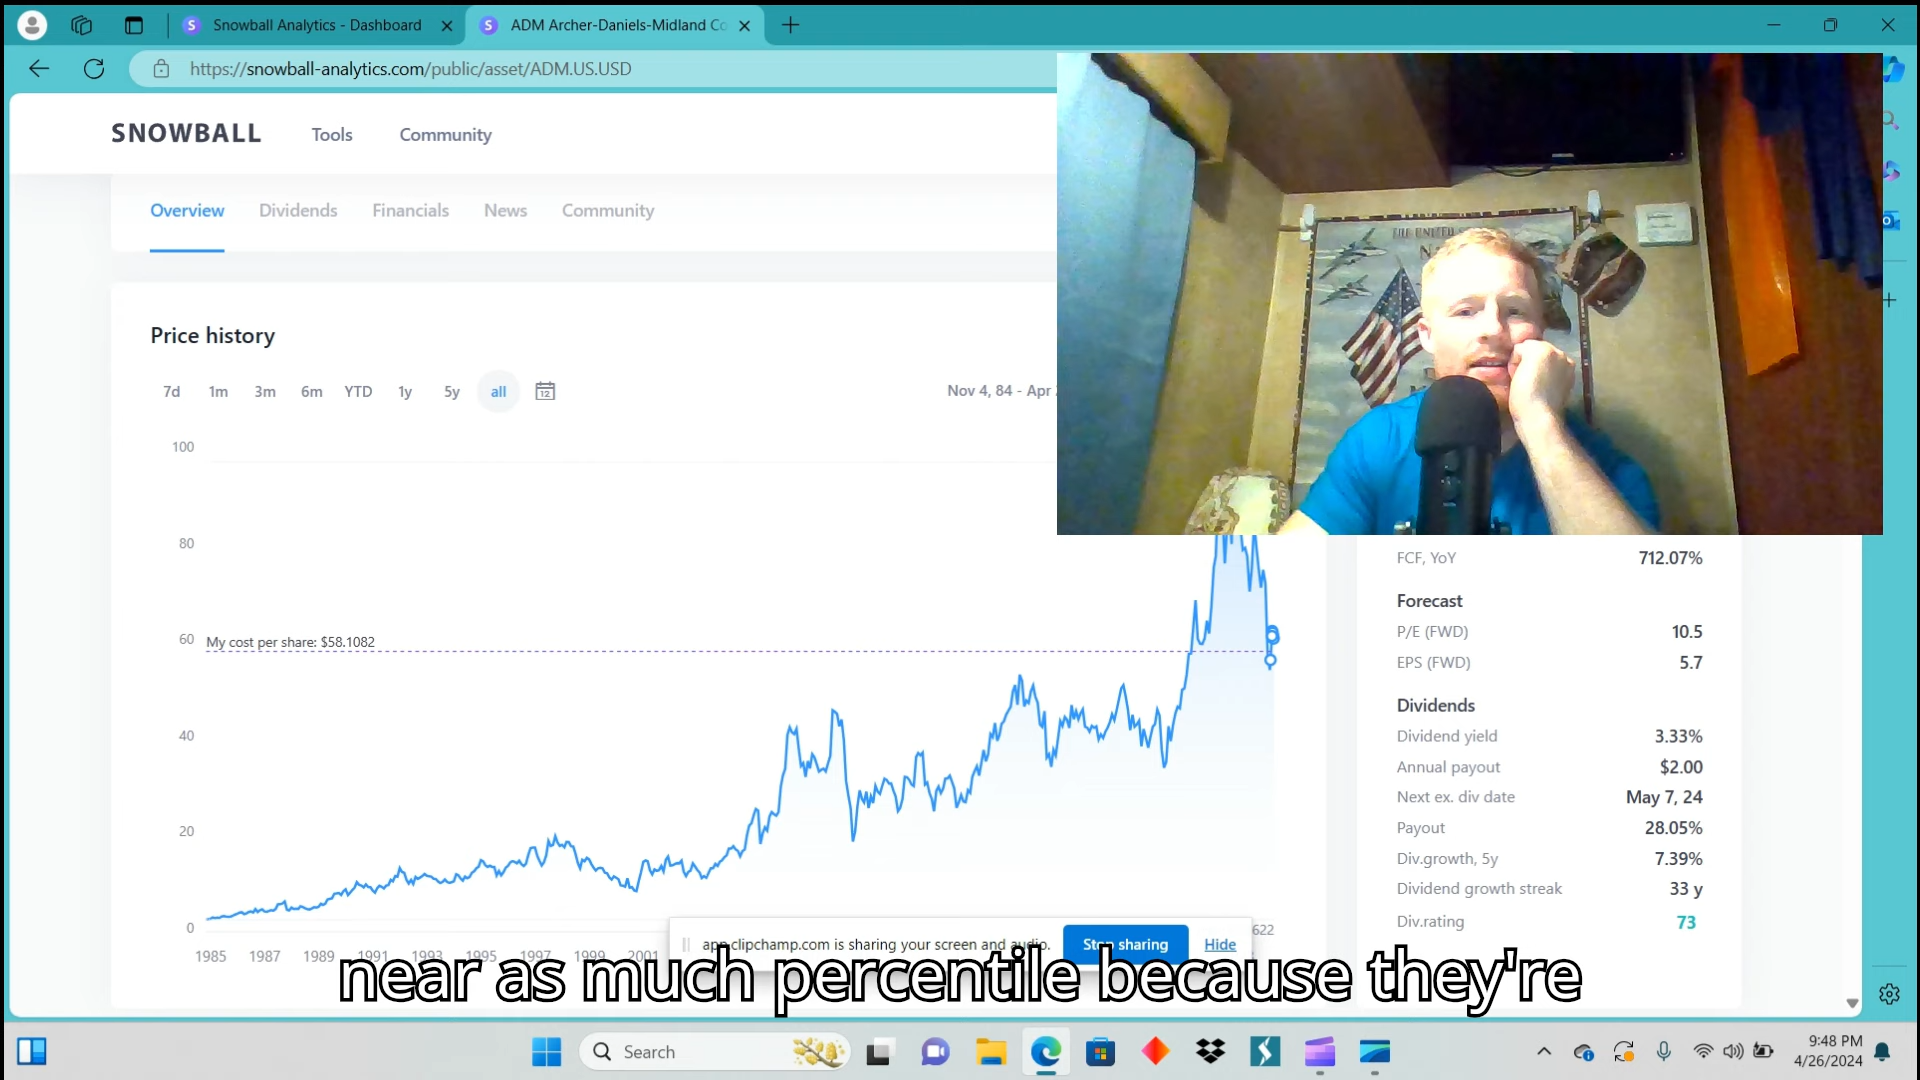 Snowball Analytics - Dashboard
ADM Archer-Daniels-Midland Co
https://snowball-analytics.com/public/asset/ADM.US.USD
SNOWBALL Tools Community
Overview Dividends Financials News Community
THE UNITED
Price history
7d 1m 3m 6m YTD 1y 5y all
Nov 4, 84 - Apr
100
80
60
40
20
0
My cost per share: $58.1082
1985 1987 1989 1991 1993 1995 1997 1999 2001
622
FCF, YoY 712.07%
Forecast
P/E (FWD) 10.5
EPS (FWD) 5.7
Dividends
Dividend yield 3.33%
Annual payout $2.00
Next ex. div date May 7, 24
Payout 28.05%
Div.growth, 5y 7.39%
Dividend growth streak 33 y
Div.rating 73
app.clipchamp.com is sharing your screen and audio. Stop sharing Hide
near as much percentile because they're
Search
9:48 PM
4/26/2024